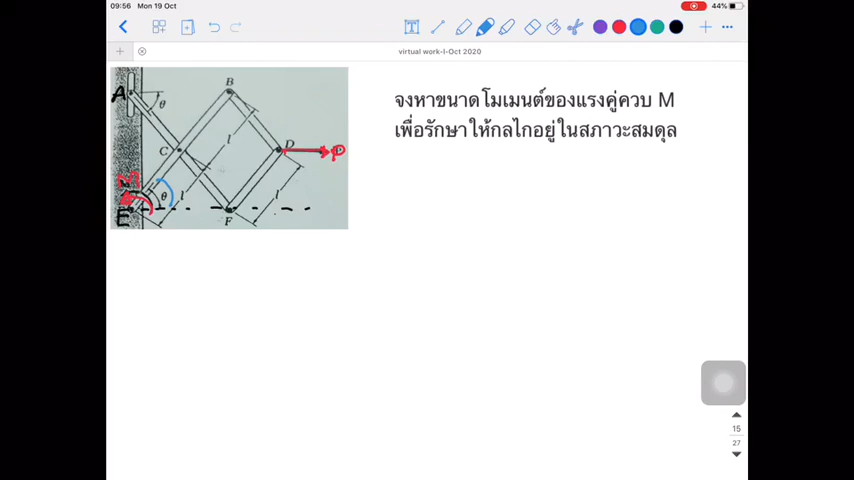 09:56 Mon 19 Oct
44%
virtual work-I-Oct 2020
A
θ
B
จงหาขนาดโมเมนต์ของแรงคู่ควบ M
เพื่อรักษาให้กลไกอยู่ในสภาวะสมดุล
C
l
D
P
M
θ
l
l
E
F
15
27